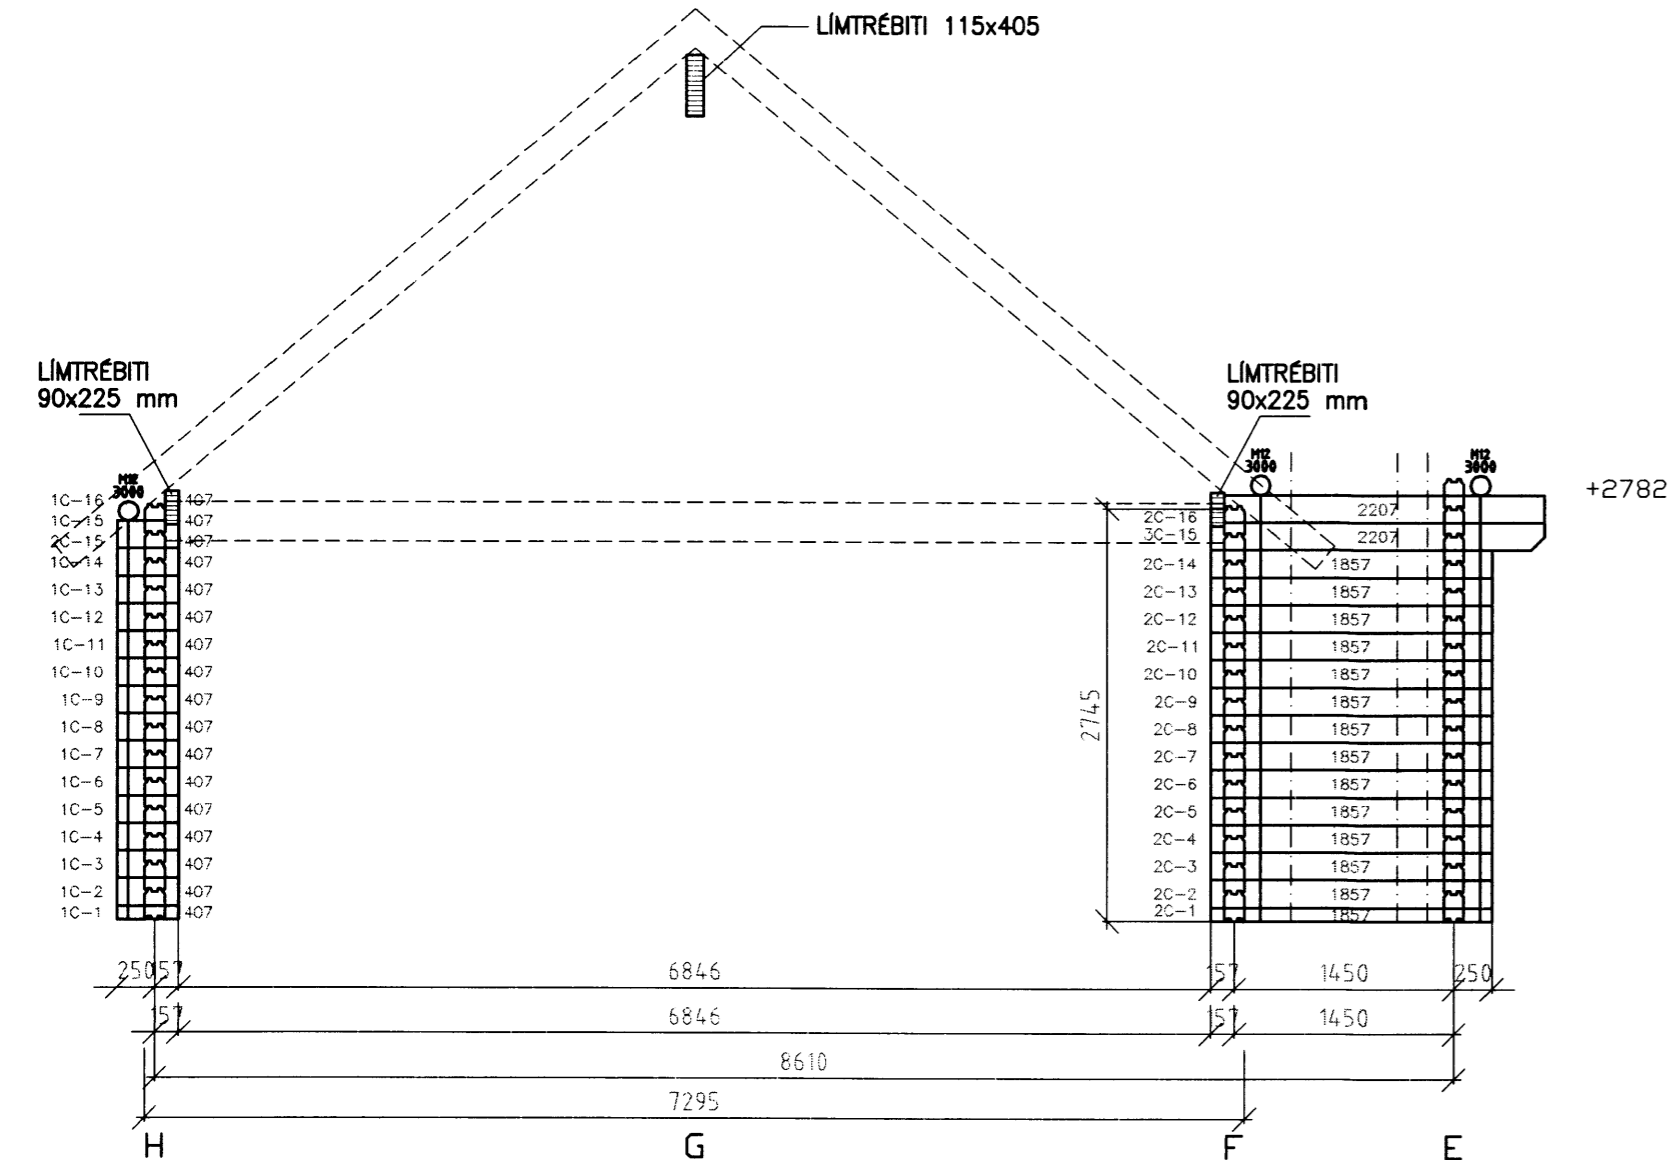 LÍMTRÉBITI 115x405
LÍMTRÉBITI
90x225 mm
LÍMTRÉBITI
90x225 mm
M12
3000
M12
3000
M12
3000
+2782
1C-16 407
1C-15 407
2C-15 407
1C-14 407
1C-13 407
1C-12 407
1C-11 407
1C-10 407
1C-9 407
1C-8 407
1C-7 407
1C-6 407
1C-5 407
1C-4 407
1C-3 407
1C-2 407
1C-1 407
2745
2C-16 2207
3C-15 2207
2C-14 1857
2C-13 1857
2C-12 1857
2C-11 1857
2C-10 1857
2C-9 1857
2C-8 1857
2C-7 1857
2C-6 1857
2C-5 1857
2C-4 1857
2C-3 1857
2C-2 1857
2C-1 1857
250 157 6846 157 1450 250
157 6846 157 1450
8610
7295
H G F E